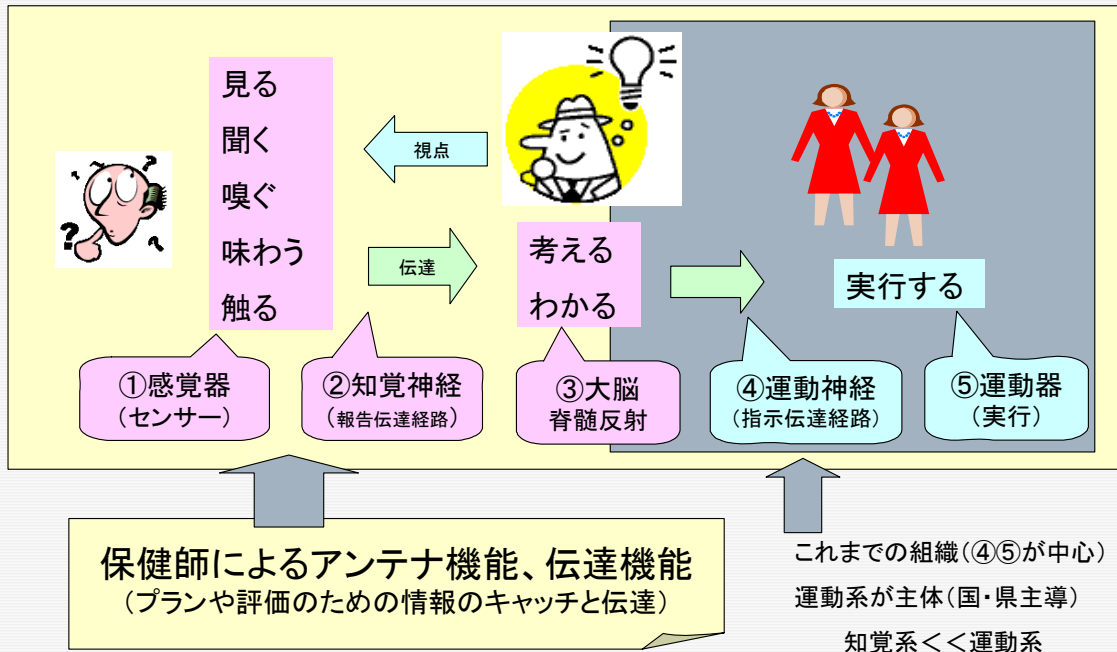 見る
聞く
嗅ぐ
味わう
触る
視点
伝達
考える
わかる
実行する
①感覚器
(センサー)
②知覚神経
(報告伝達経路)
③大脳
脊髄反射
④運動神経
(指示伝達経路)
⑤運動器
(実行)
保健師によるアンテナ機能、伝達機能
(プランや評価のための情報のキャッチと伝達)
これまでの組織(④⑤が中心)
運動系が主体(国・県主導)
知覚系<<運動系
? ? ? ?